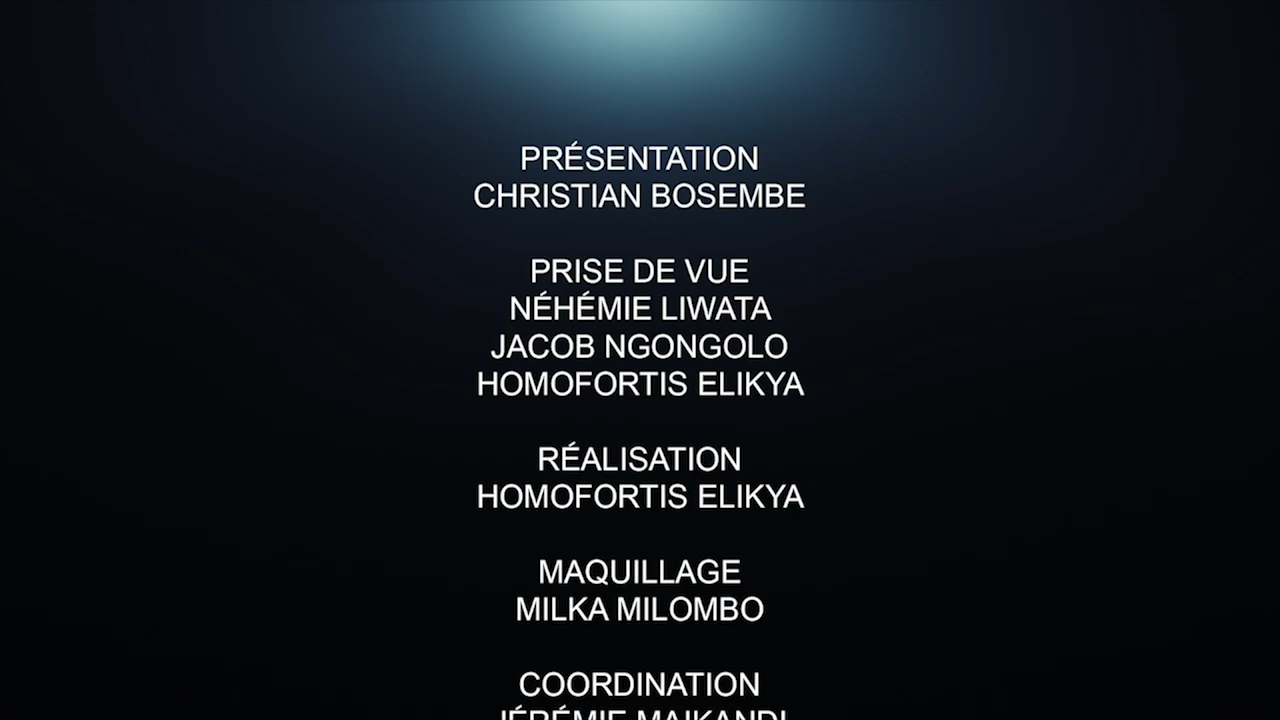 PRÉSENTATION
CHRISTIAN BOSEMBE
PRISE DE VUE
NÉHÉMIE LIWATA
JACOB NGONGOLO
HOMOFORTIS ELIKYA
RÉALISATION
HOMOFORTIS ELIKYA
MAQUILLAGE
MILKA MILOMBO
COORDINATION
JÉRÉMIE